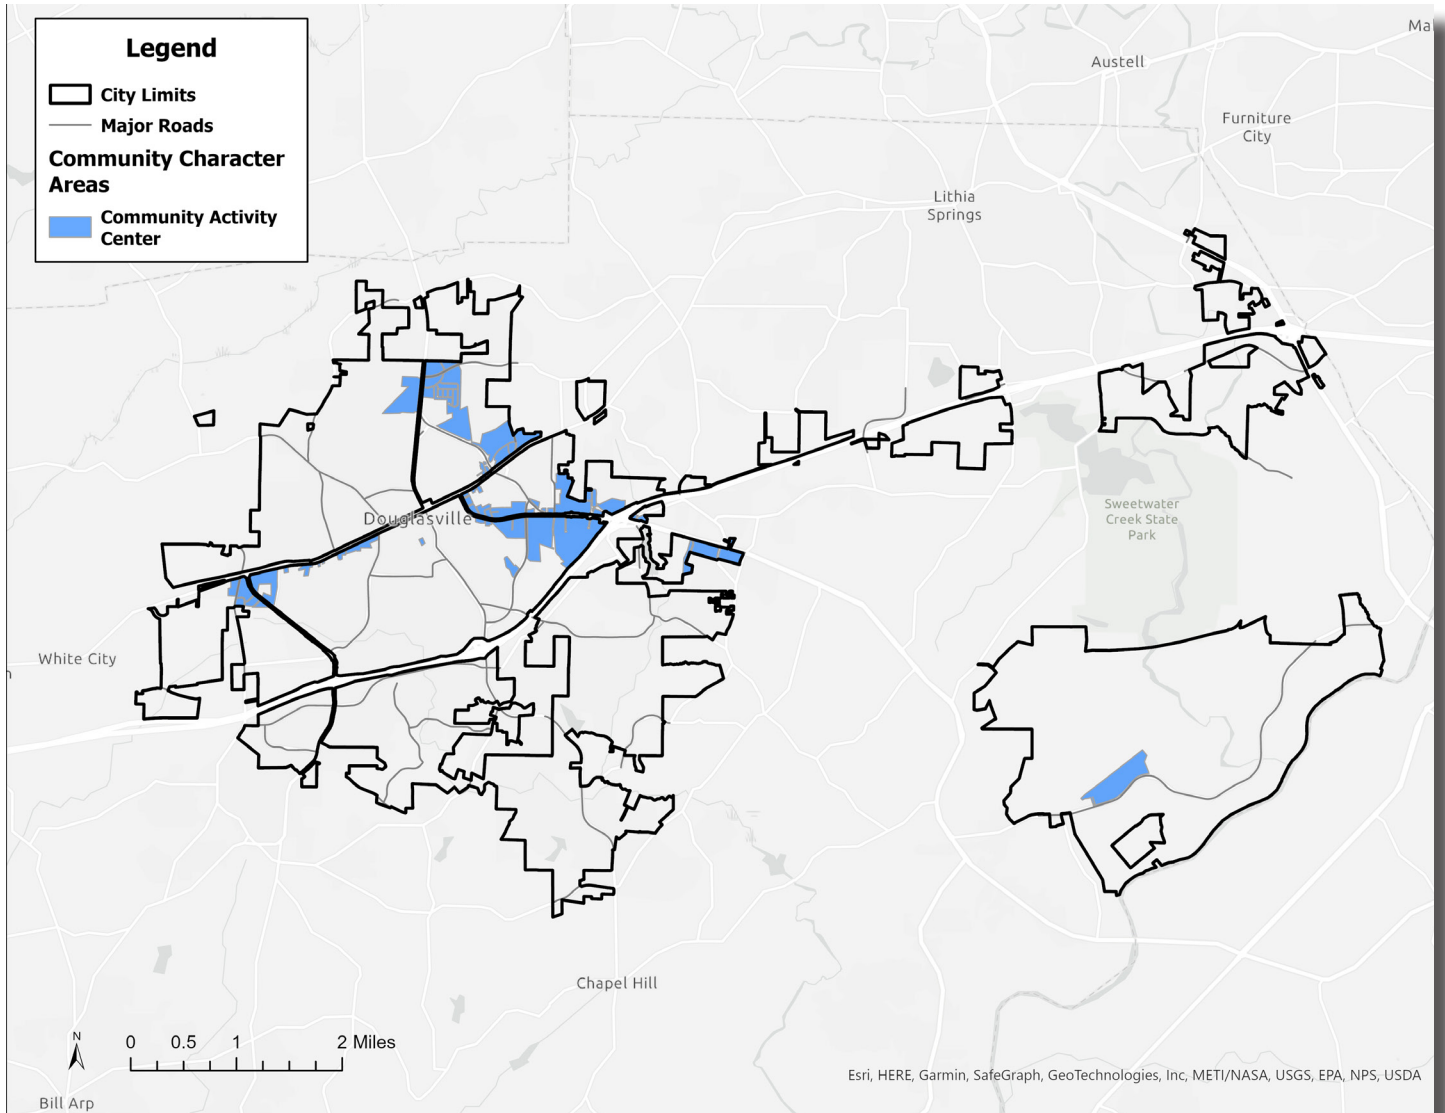 Legend
City Limits
Major Roads
Community Character
Areas
Community Activity
Center
Ma
Austell
Furniture
City
Lithia
Springs
Douglasville
Sweetwater
Creek State
Park
White City
n
Chapel Hill
N
0 0.5 1 2 Miles
Esri, HERE, Garmin, SafeGraph, GeoTechnologies, Inc, METI/NASA, USGS, EPA, NPS, USDA
Bill Arp